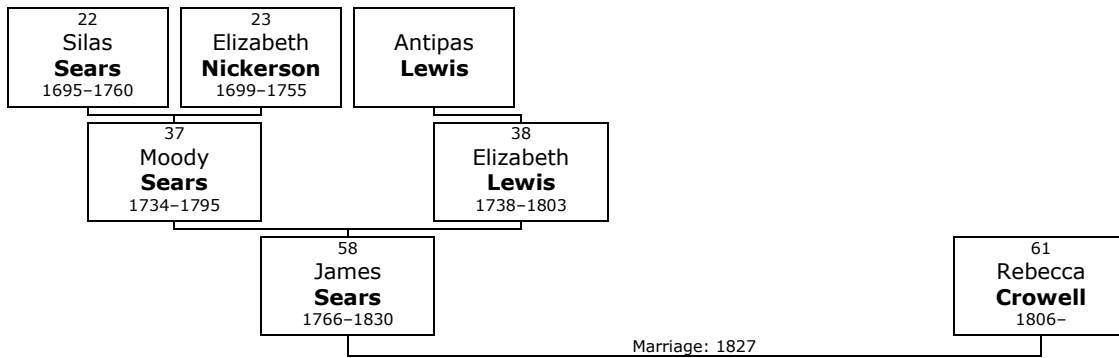 22
Silas
Sears
1695–1760
23
Elizabeth
Nickerson
1699–1755
Antipas
Lewis
37
Moody
Sears
1734–1795
38
Elizabeth
Lewis
1738–1803
58
James
Sears
1766–1830
61
Rebecca
Crowell
1806–
Marriage: 1827